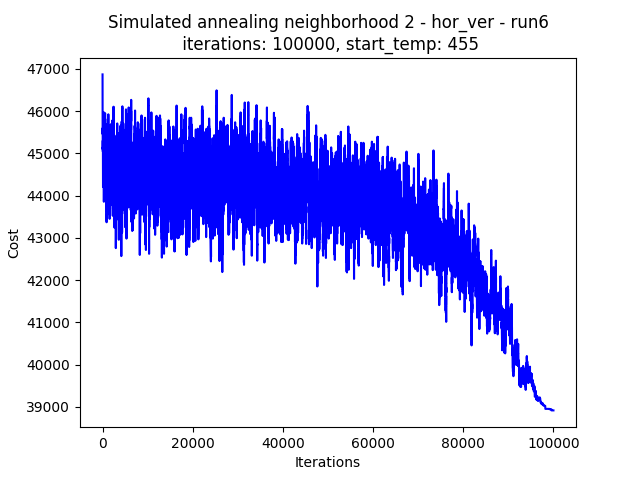 Simulated annealing neighborhood 2 - hor_ver - run6
iterations: 100000, start_temp: 455
47000
46000
45000
44000
43000
42000
41000
40000
39000
Cost
0 20000 40000 60000 80000 100000
Iterations